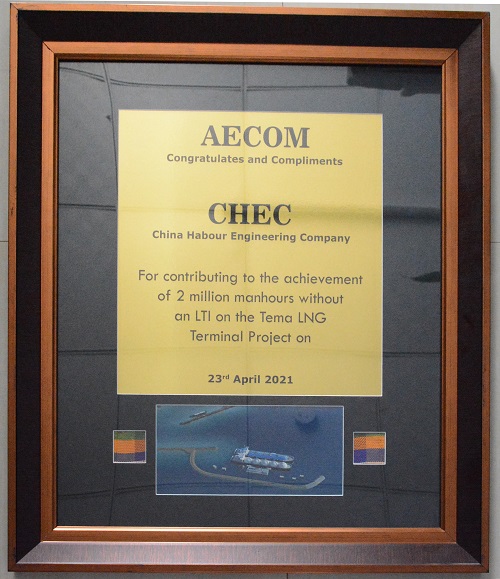 AECOM
Congratulates and Compliments
CHEC
China Habour Engineering Company
For contributing to the achievement
of 2 million manhours without
an LTI on the Tema LNG
Terminal Project on
23rd April 2021